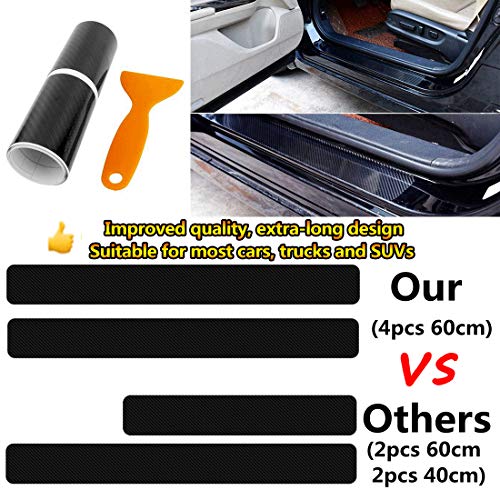 Improved quality, extra-long design
Suitable for most cars, trucks and SUVs
Our
(4pcs 60cm)
VS
Others
(2pcs 60cm
2pcs 40cm)